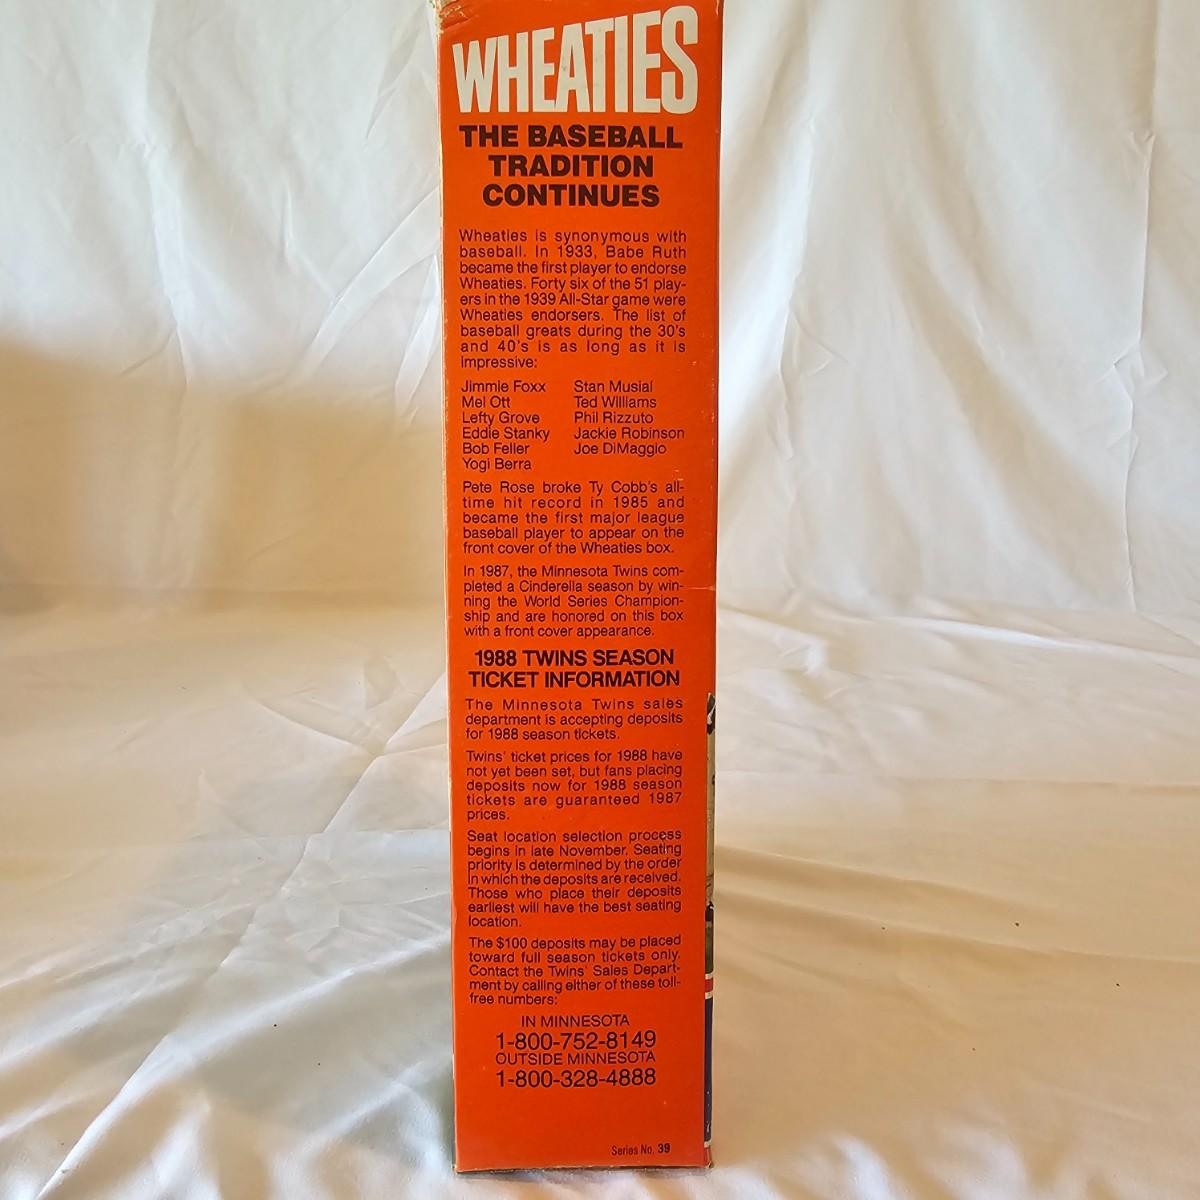 WHEATIES
THE BASEBALL
TRADITION
CONTINUES
Wheaties is synonymous with
baseball. In 1933, Babe Ruth
became the first player to endorse
Wheaties. Forty six of the 51 play-
ers in the 1939 All-Star game were
Wheaties endorsers. The list of
baseball greats during the 30's
and 40's is as long as it is
impressive:
Jimmie Foxx
Mel Ott
Lefty Grove
Eddie Stanky
Bob Feller
Yogi Berra
Stan Musial
Ted Williams
Phil Rizzuto
Jackie Robinson
Joe DiMaggio
Pete Rose broke Ty Cobb's all-
time hit record in 1985 and
became the first major league
baseball player to appear on the
front cover of the Wheaties box.
In 1987, the Minnesota Twins com-
pleted a Cinderella season by win-
ning the World Series Champion-
ship and are honored on this box
with a front cover appearance.
1988 TWINS SEASON
TICKET INFORMATION
The Minnesota Twins sales
department is accepting deposits
for 1988 season tickets.
Twins' ticket prices for 1988 have
not yet been set, but fans placing
deposits now for 1988 season
tickets are guaranteed 1987
prices.
Seat location selection process
begins in late November. Seating
priority is determined by the order
in which the deposits are received.
Those who place their deposits
earliest will have the best seating
location.
The $100 deposits may be placed
toward full season tickets only.
Contact the Twins' Sales Depart-
ment by calling either of these toll-
free numbers:
IN MINNESOTA
1-800-752-8149
OUTSIDE MINNESOTA
1-800-328-4888
Series No. 39